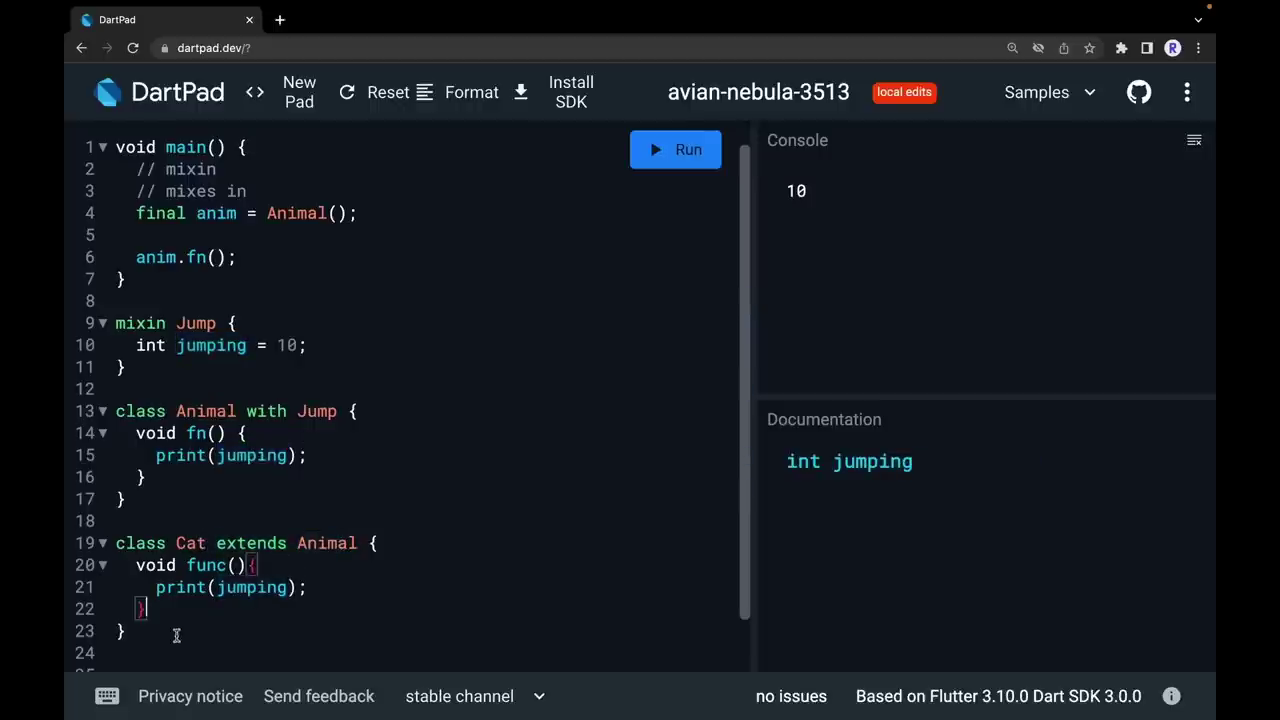 DartPad
dartpad.dev/?
R
DartPad
New Pad
Reset
Format
Install SDK
avian-nebula-3513
local edits
Samples
Run
1 void main() {
2 // mixin
3 // mixes in
4 final anim = Animal();
5
6 anim.fn();
7 }
8
9 mixin Jump {
10 int jumping = 10;
11 }
12
13 class Animal with Jump {
14 void fn() {
15 print(jumping);
16 }
17 }
18
19 class Cat extends Animal {
20 void func(){
21 print(jumping);
22 }
23 }
24
Console
10
Documentation
int jumping
Privacy notice
Send feedback
stable channel
no issues
Based on Flutter 3.10.0 Dart SDK 3.0.0